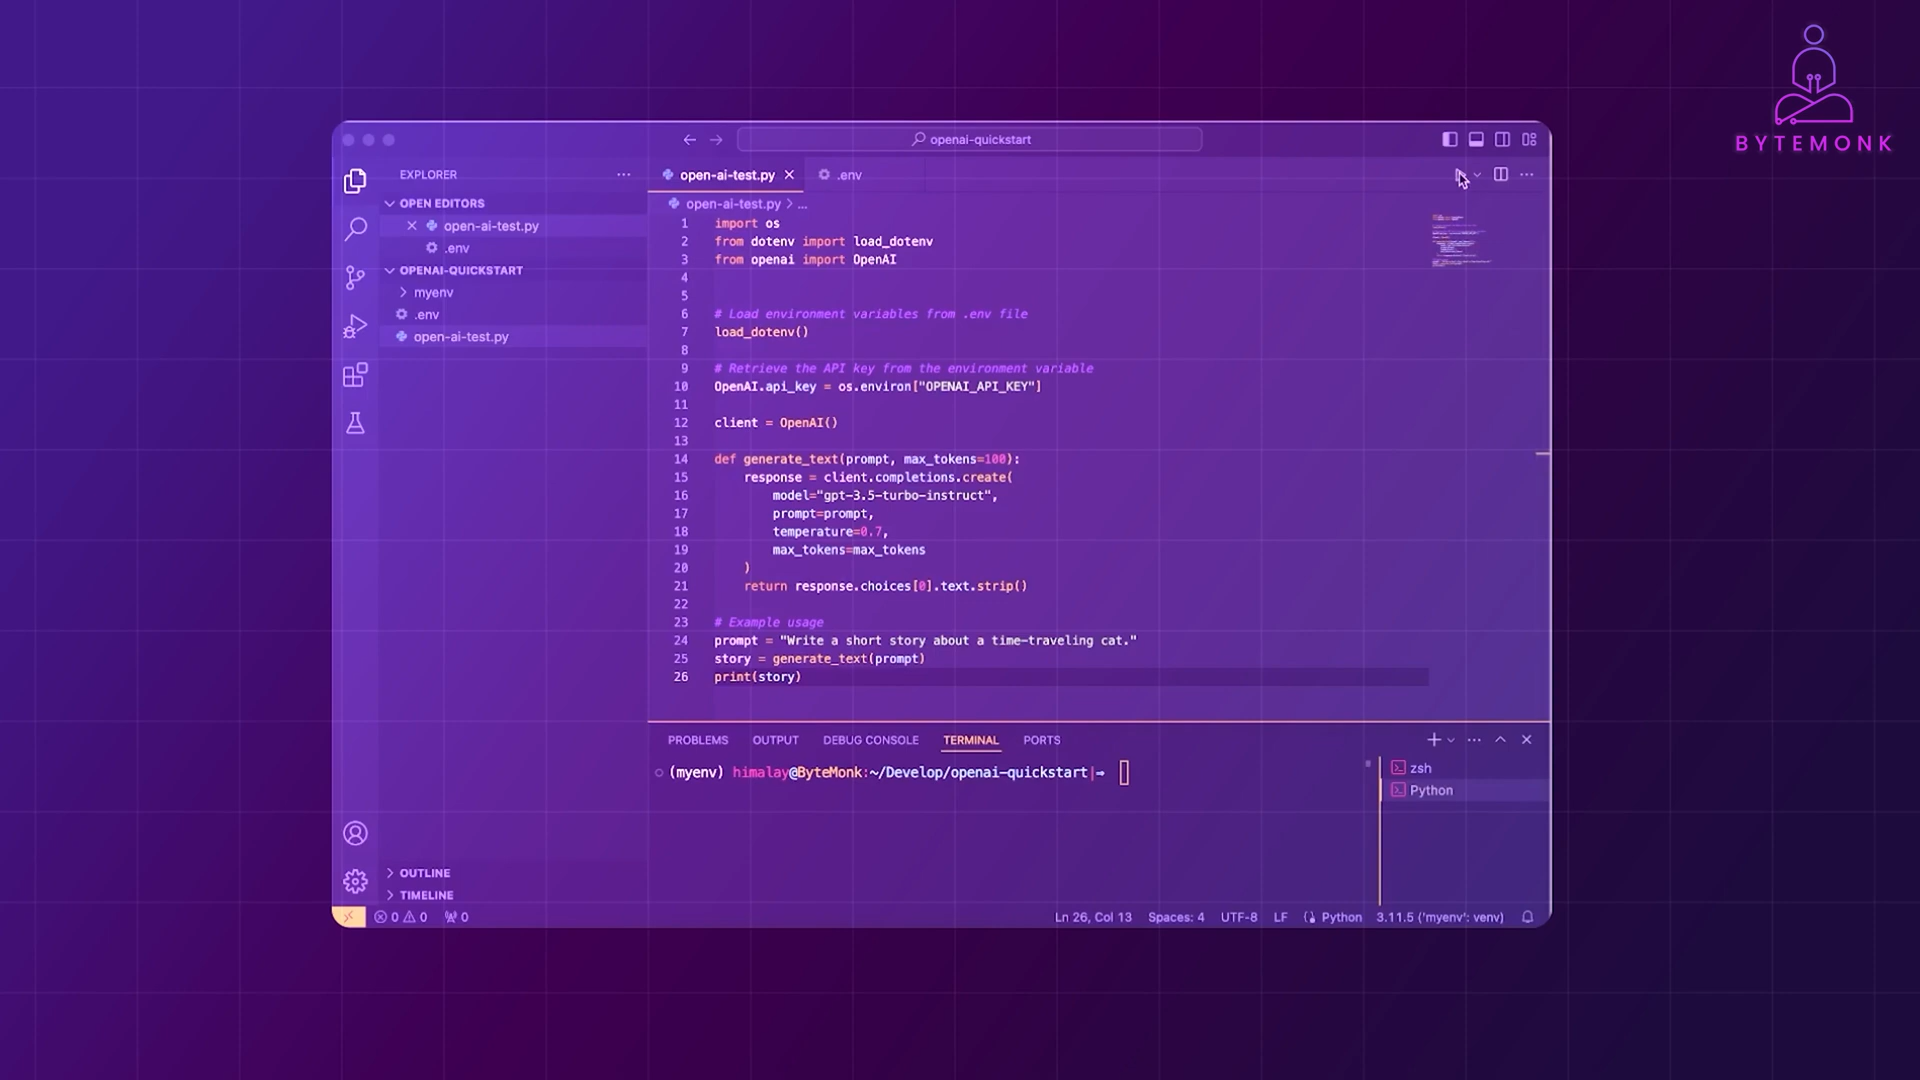 BYTEMONK
openai-quickstart
EXPLORER
OPEN EDITORS
open-ai-test.py
.env
OPENAI-QUICKSTART
myenv
.env
open-ai-test.py
OUTLINE
TIMELINE
open-ai-test.py
.env
open-ai-test.py > ...
1 import os
2 from dotenv import load_dotenv
3 from openai import OpenAI
4
5
6 # Load environment variables from .env file
7 load_dotenv()
8
9 # Retrieve the API key from the environment variable
10 OpenAI.api_key = os.environ["OPENAI_API_KEY"]
11
12 client = OpenAI()
13
14 def generate_text(prompt, max_tokens=100):
15     response = client.completions.create(
16         model="gpt-3.5-turbo-instruct",
17         prompt=prompt,
18         temperature=0.7,
19         max_tokens=max_tokens
20     )
21     return response.choices[0].text.strip()
22
23 # Example usage
24 prompt = "Write a short story about a time-traveling cat."
25 story = generate_text(prompt)
26 print(story)
PROBLEMS OUTPUT DEBUG CONSOLE TERMINAL PORTS
(myenv) himalay@ByteMonk:~/Develop/openai-quickstart|⇒
zsh
Python
0 0 0 Ln 26, Col 13 Spaces: 4 UTF-8 LF Python 3.11.5 ('myenv': venv)